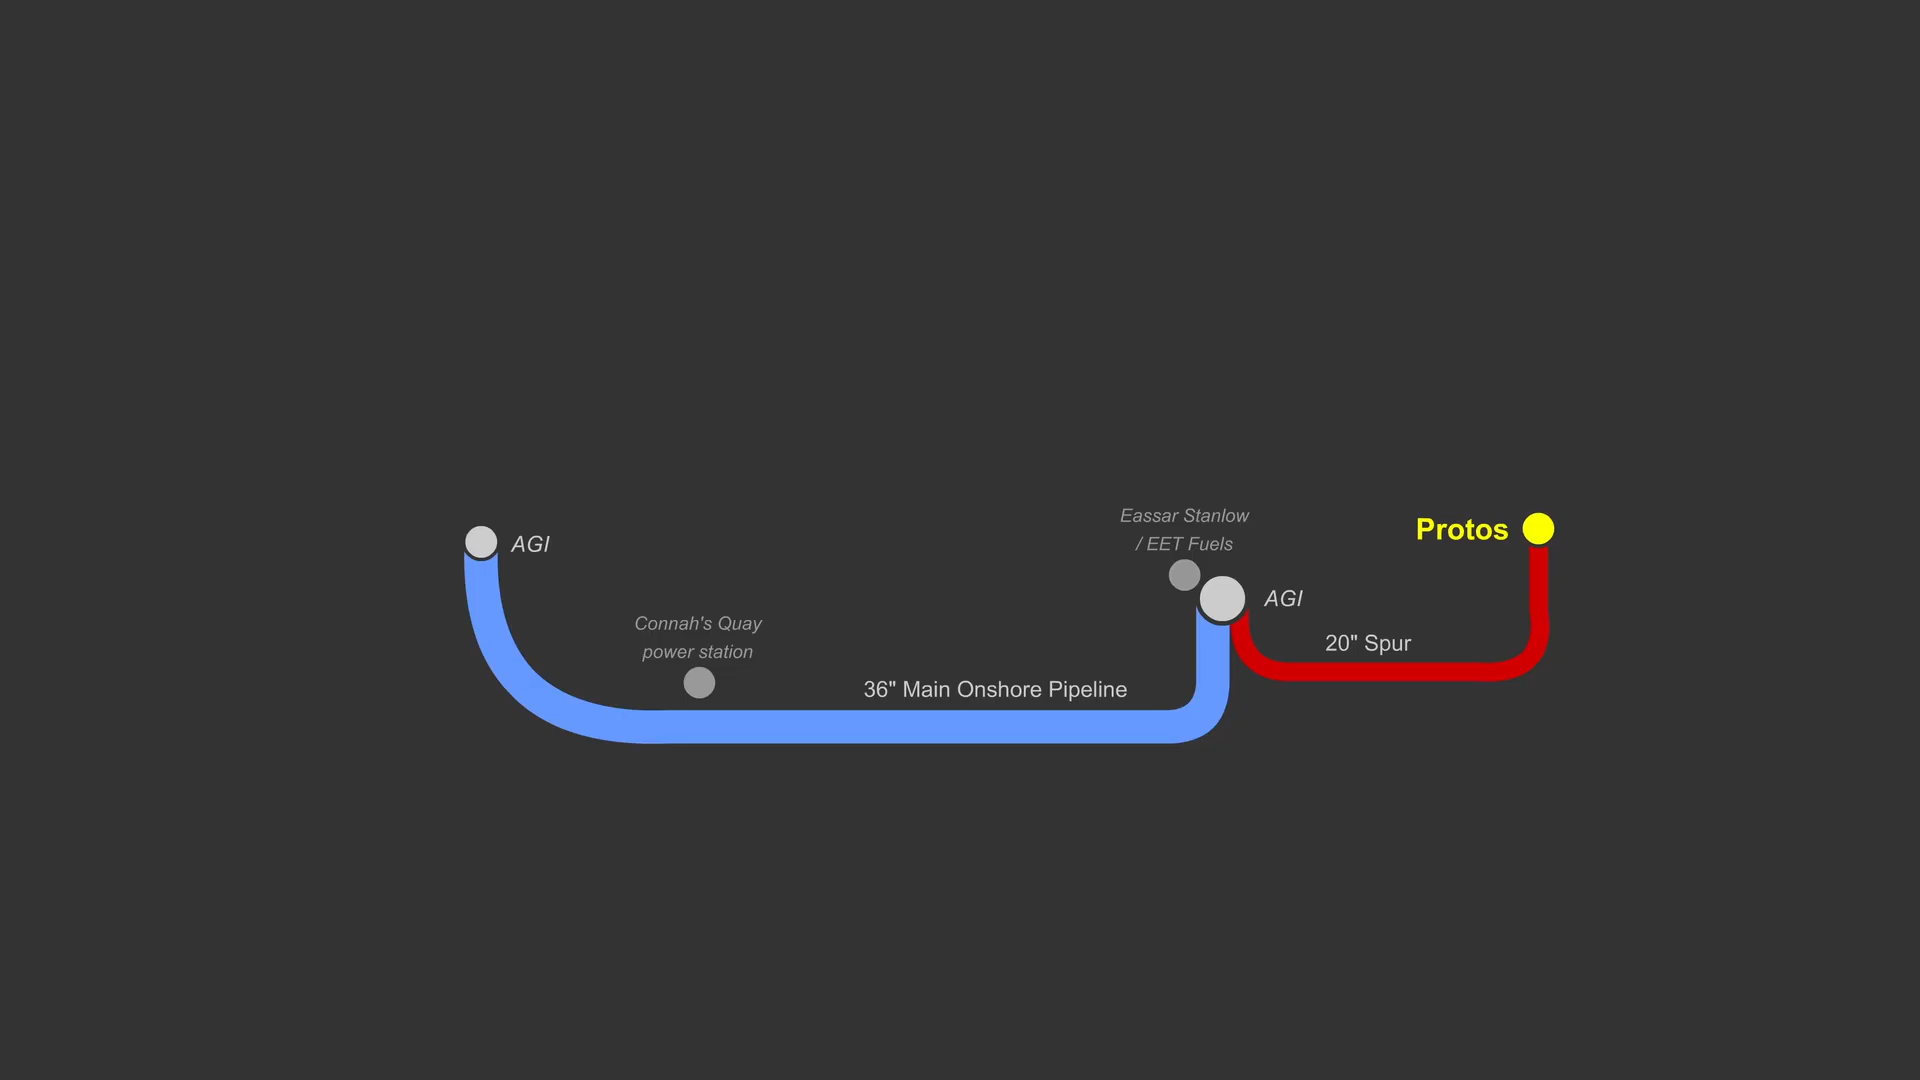 Eassar Stanlow
/ EET Fuels
Protos
AGI
AGI
Connah's Quay
power station
20" Spur
36" Main Onshore Pipeline